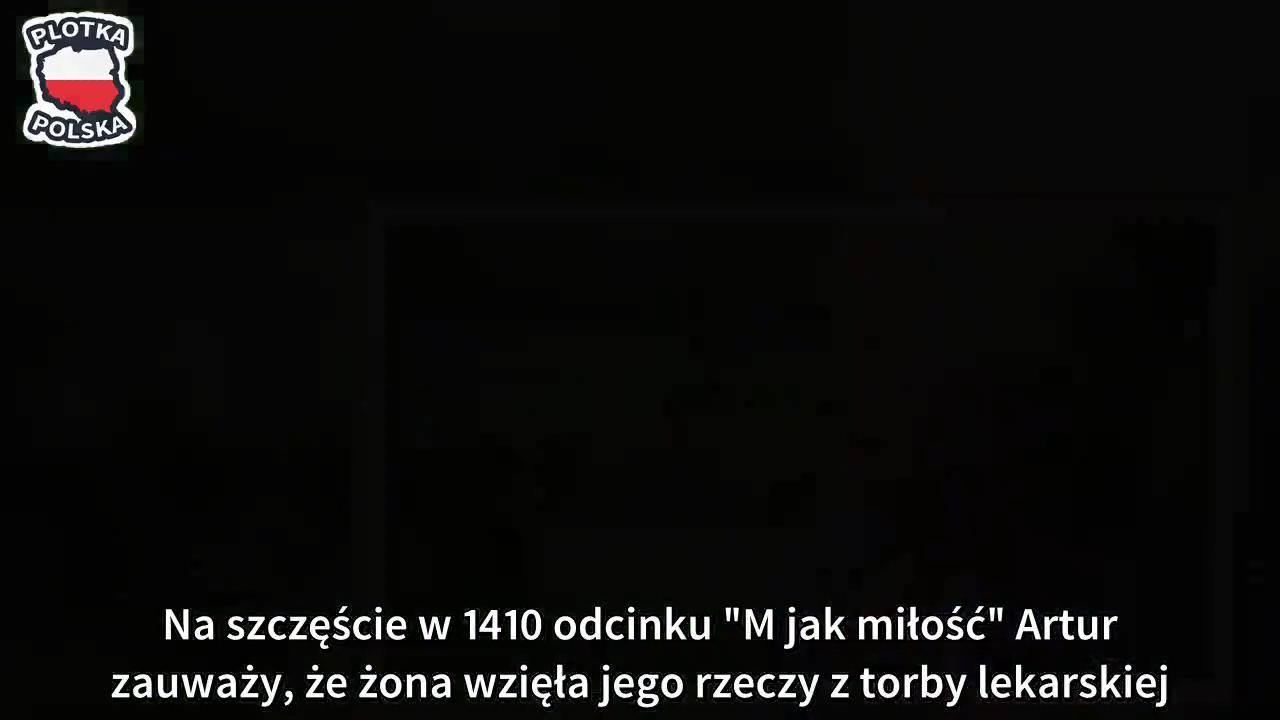 PLOTKA
POLSKA
Na szczęście w 1410 odcinku "M jak miłość" Artur
zauważy, że żona wzięła jego rzeczy z torby lekarskiej